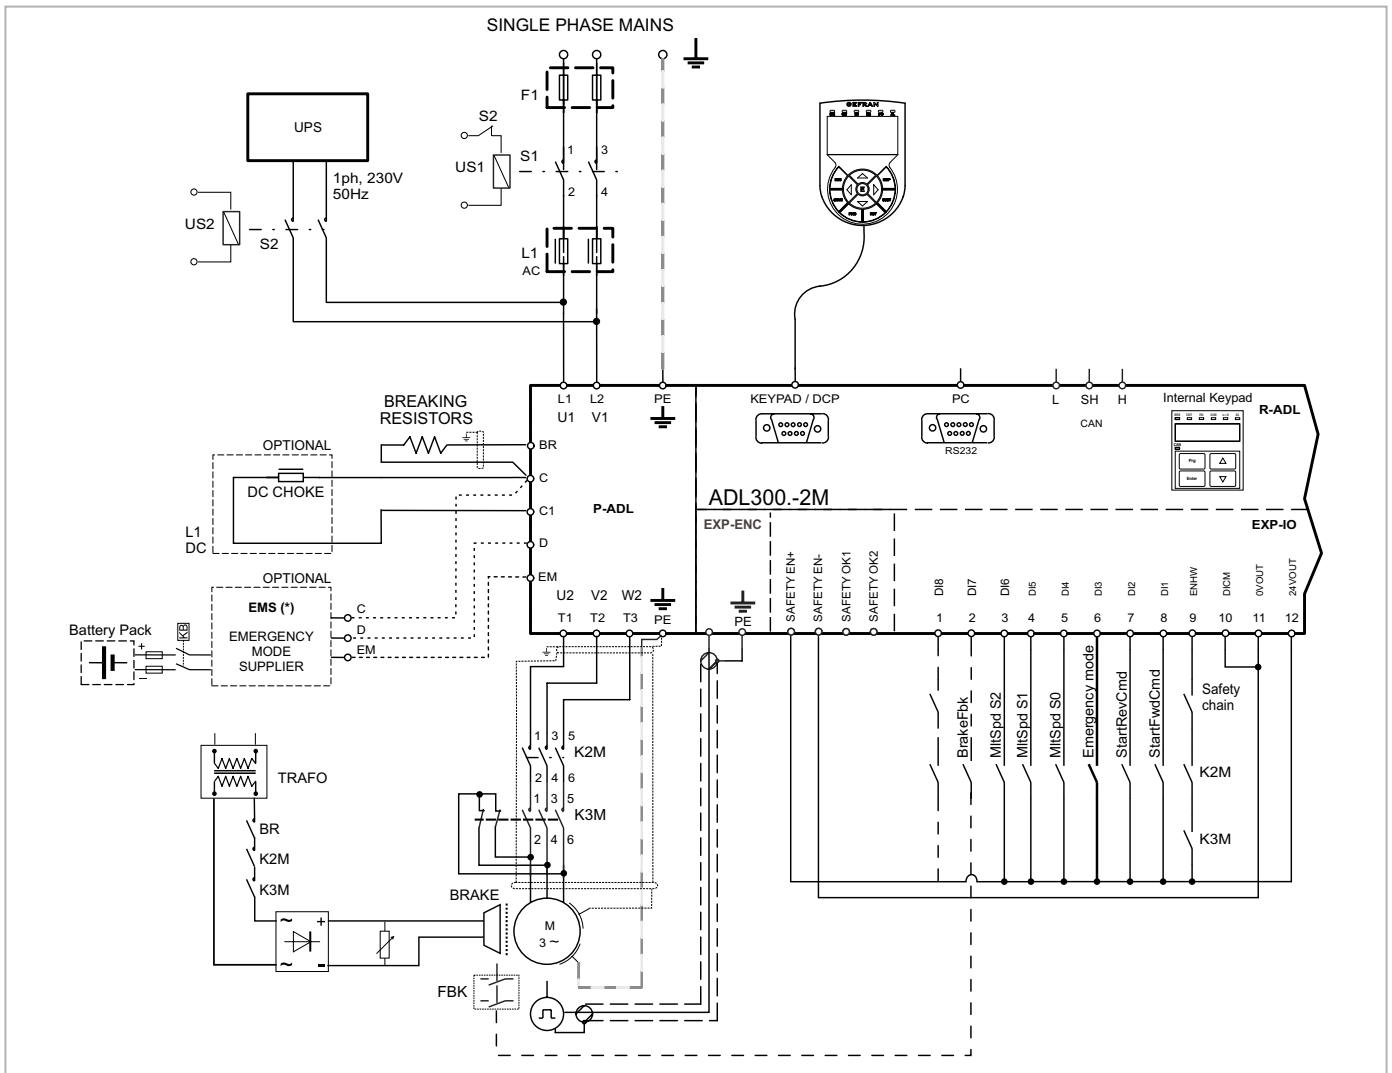 SINGLE PHASE MAINS
F1
UPS
S2
US1
S1
1
3
2
4
1ph, 230V
50Hz
US2
S2
L1
AC
GEFRAN
E
BREAKING
RESISTORS
OPTIONAL
DC CHOKE
L1
DC
L1
L2
PE
U1
V1
BR
C
C1
D
EM
P-ADL
U2
V2
W2
T1
T2
T3
PE
KEYPAD / DCP
PC
RS232
L
SH
H
CAN
Internal Keypad
Prg
Enter
R-ADL
ADL300.-2M
EXP-ENC
EXP-IO
PE
SAFETY EN+
SAFETY EN-
SAFETY OK1
SAFETY OK2
DI8
DI7
DI6
DI5
DI4
DI3
DI2
DI1
ENHW
DICM
0VOUT
24VOUT
1
2
3
4
5
6
7
8
9
10
11
12
OPTIONAL
EMS (*)
EMERGENCY
MODE
SUPPLIER
C
D
EM
Battery Pack
+
−
KB
BrakeFbk
MltSpd S2
MltSpd S1
MltSpd S0
Emergency mode
StartRevCmd
StartFwdCmd
Safety
chain
K2M
K3M
1
3
5
K2M
2
4
6
1
3
5
K3M
2
4
6
TRAFO
BR
K2M
K3M
~
+
~
-
BRAKE
M
3 ~
FBK